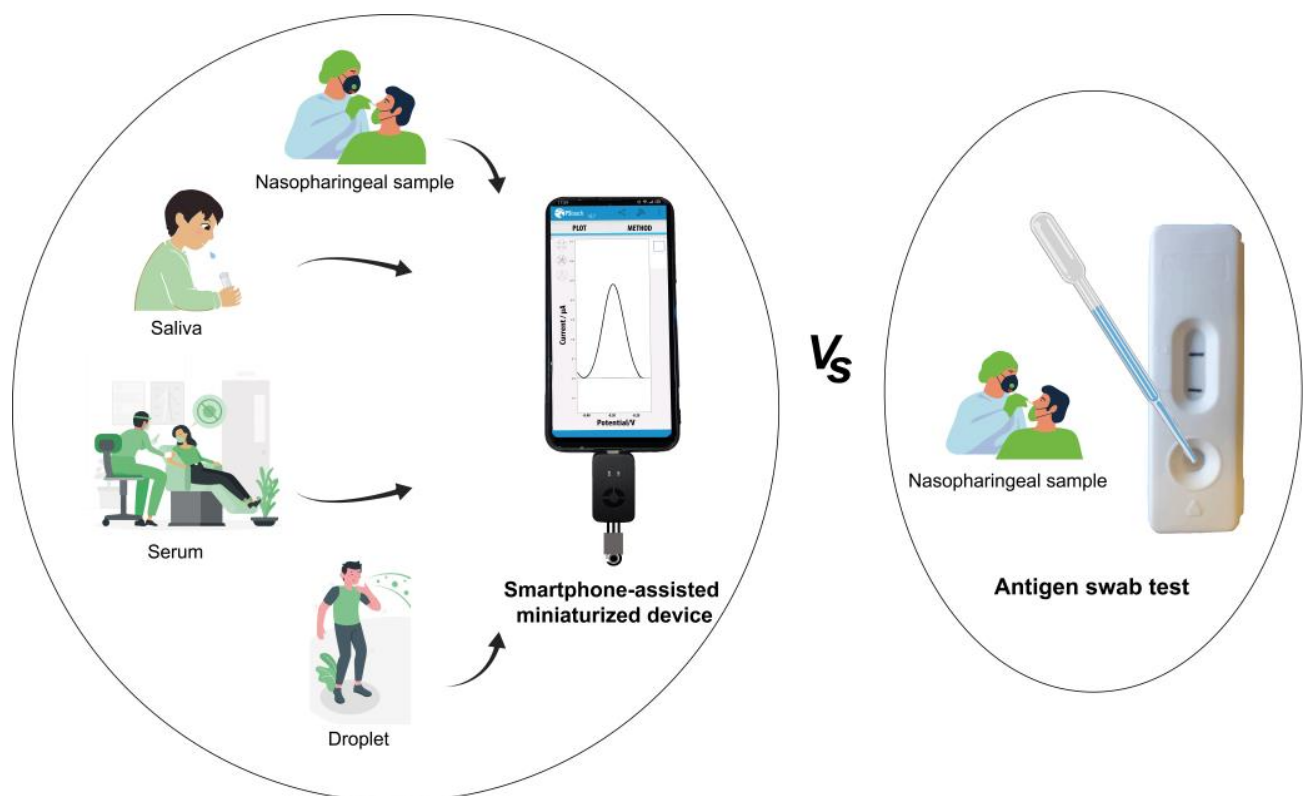 Nasopharingeal sample
Saliva
Serum
Droplet
PStouch
PLOT METHOD
Current / µA
Potential/V
Smartphone-assisted
miniaturized device
Vs
Nasopharingeal sample
Antigen swab test